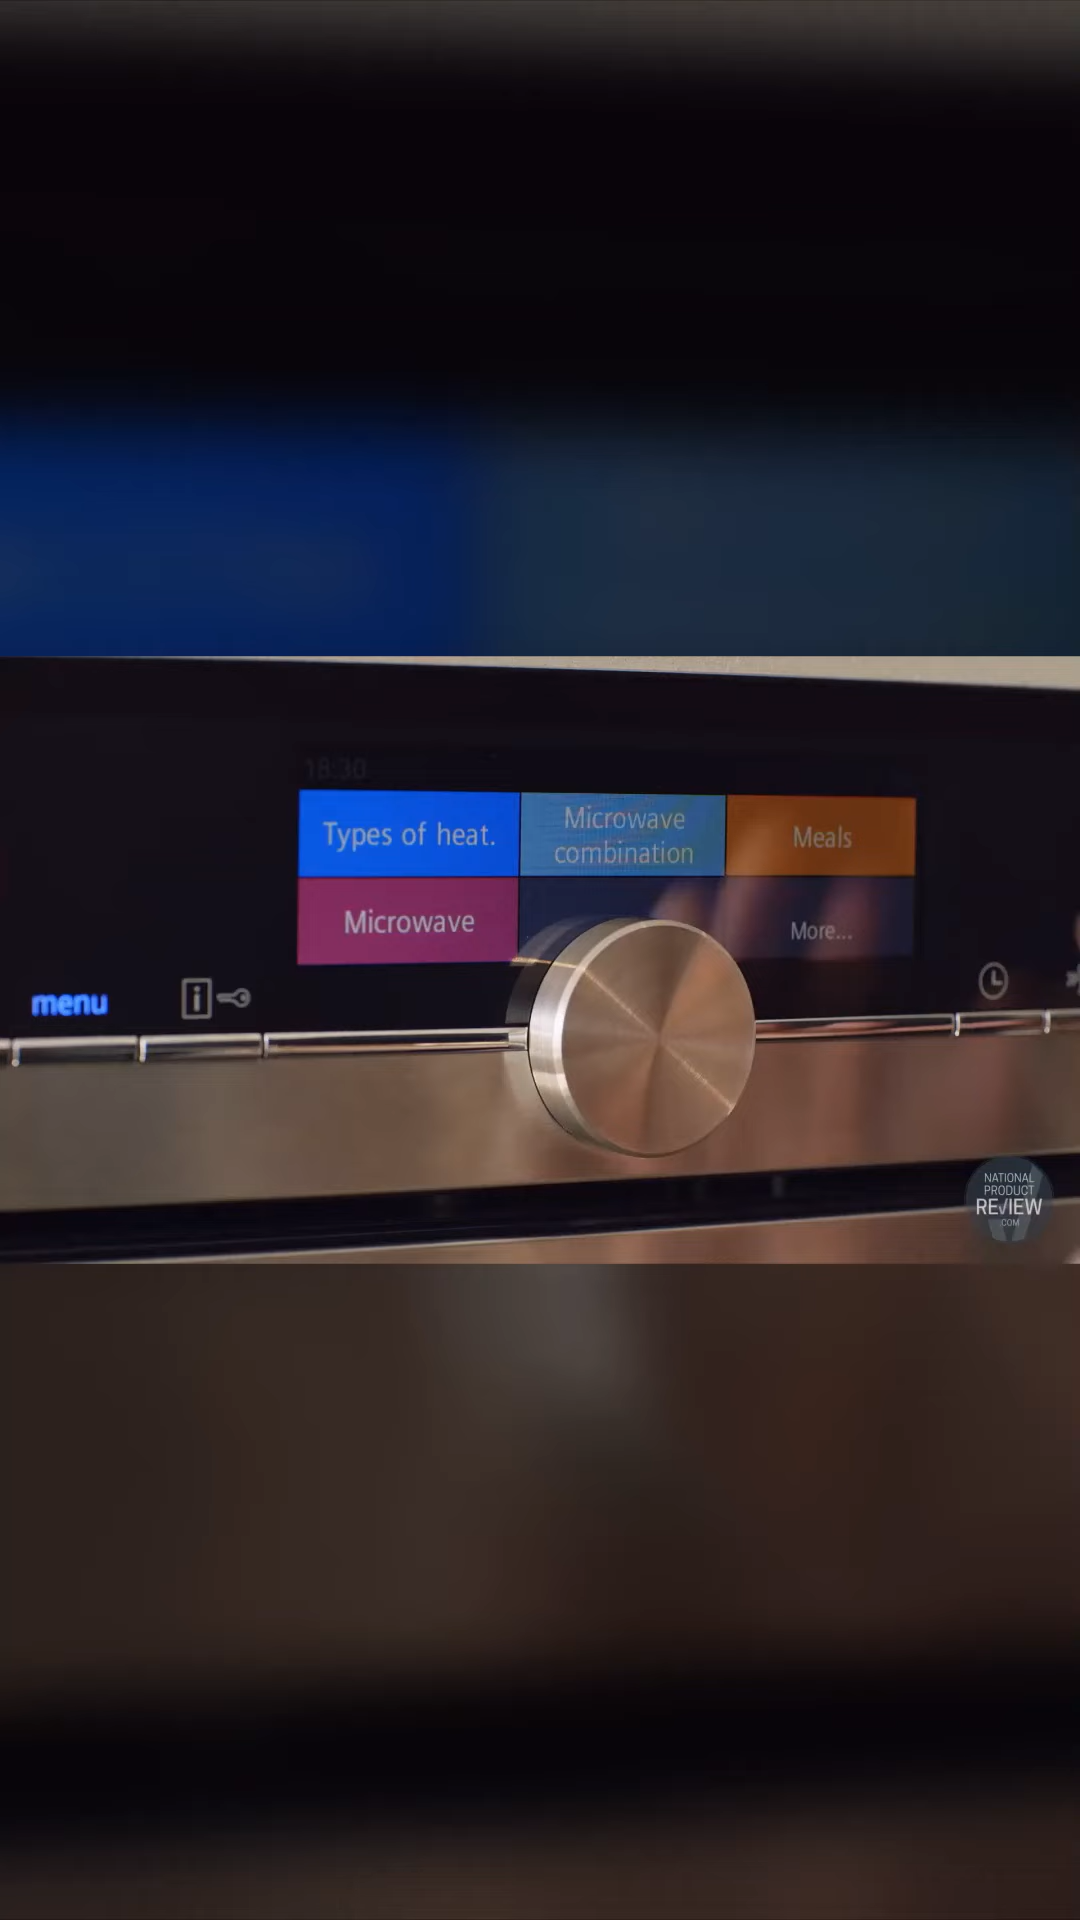 18:30
Types of heat.
Microwave
combination
Meals
Microwave
More...
menu
i
NATIONAL
PRODUCT
REVIEW
.COM